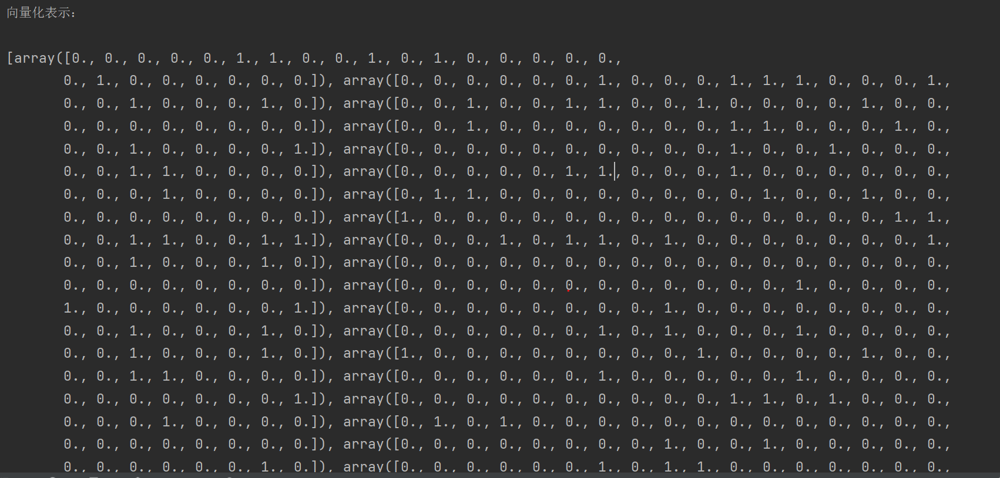 向量化表示：
[array([0., 0., 0., 0., 0., 1., 1., 0., 0., 1., 0., 1., 0., 0., 0., 0., 0.,
0., 1., 0., 0., 0., 0., 0., 0.]), array([0., 0., 0., 0., 0., 0., 1., 0., 0., 0., 1., 1., 1., 0., 0., 0., 1.,
0., 0., 1., 0., 0., 0., 1., 0.]), array([0., 0., 1., 0., 0., 1., 1., 0., 0., 1., 0., 0., 0., 0., 1., 0., 0.,
0., 0., 0., 0., 0., 0., 0., 0.]), array([0., 0., 1., 0., 0., 0., 0., 0., 0., 0., 1., 1., 0., 0., 0., 1., 0.,
0., 0., 1., 0., 0., 0., 0., 1.]), array([0., 0., 0., 0., 0., 0., 0., 0., 0., 0., 1., 0., 0., 1., 0., 0., 0.,
0., 0., 1., 1., 0., 0., 0., 0.]), array([0., 0., 0., 0., 0., 1., 1., 0., 0., 0., 1., 0., 0., 0., 0., 0., 0.,
0., 0., 0., 1., 0., 0., 0., 0.]), array([0., 1., 1., 0., 0., 0., 0., 0., 0., 0., 0., 1., 0., 0., 1., 0., 0.,
0., 0., 0., 0., 0., 0., 0., 0.]), array([1., 0., 0., 0., 0., 0., 0., 0., 0., 0., 0., 0., 0., 0., 0., 1., 1.,
0., 0., 1., 1., 0., 0., 1., 1.]), array([0., 0., 0., 1., 0., 1., 1., 0., 1., 0., 0., 0., 0., 0., 0., 0., 1.,
0., 0., 1., 0., 0., 0., 1., 0.]), array([0., 0., 0., 0., 0., 0., 0., 0., 0., 0., 0., 0., 0., 0., 0., 0., 0.,
0., 0., 0., 0., 0., 0., 0., 0.]), array([0., 0., 0., 0., 0., 0., 0., 0., 0., 0., 0., 0., 1., 0., 0., 0., 0.,
1., 0., 0., 0., 0., 0., 0., 1.]), array([0., 0., 0., 0., 0., 0., 0., 0., 1., 0., 0., 0., 0., 0., 0., 0., 0.,
0., 0., 1., 0., 0., 0., 1., 0.]), array([0., 0., 0., 0., 0., 0., 1., 0., 1., 0., 0., 0., 1., 0., 0., 0., 0.,
0., 0., 1., 0., 0., 0., 1., 0.]), array([1., 0., 0., 0., 0., 0., 0., 0., 0., 1., 0., 0., 0., 0., 1., 0., 0.,
0., 0., 1., 1., 0., 0., 0., 0.]), array([0., 0., 0., 0., 0., 0., 1., 0., 0., 0., 0., 0., 1., 0., 0., 0., 0.,
0., 0., 0., 0., 0., 0., 0., 1.]), array([0., 0., 0., 0., 0., 0., 0., 0., 0., 0., 1., 1., 0., 1., 0., 0., 0.,
0., 0., 0., 1., 0., 0., 0., 0.]), array([0., 1., 0., 1., 0., 0., 0., 0., 0., 0., 0., 0., 0., 0., 0., 0., 0.,
0., 0., 0., 0., 0., 0., 0., 0.]), array([0., 0., 0., 0., 0., 0., 0., 0., 1., 0., 0., 1., 0., 0., 0., 0., 0.,
0., 0., 0., 0., 0., 0., 1., 0.]), array([0., 0., 0., 0., 0., 0., 1., 0., 1., 1., 0., 0., 0., 0., 0., 0., 0.,